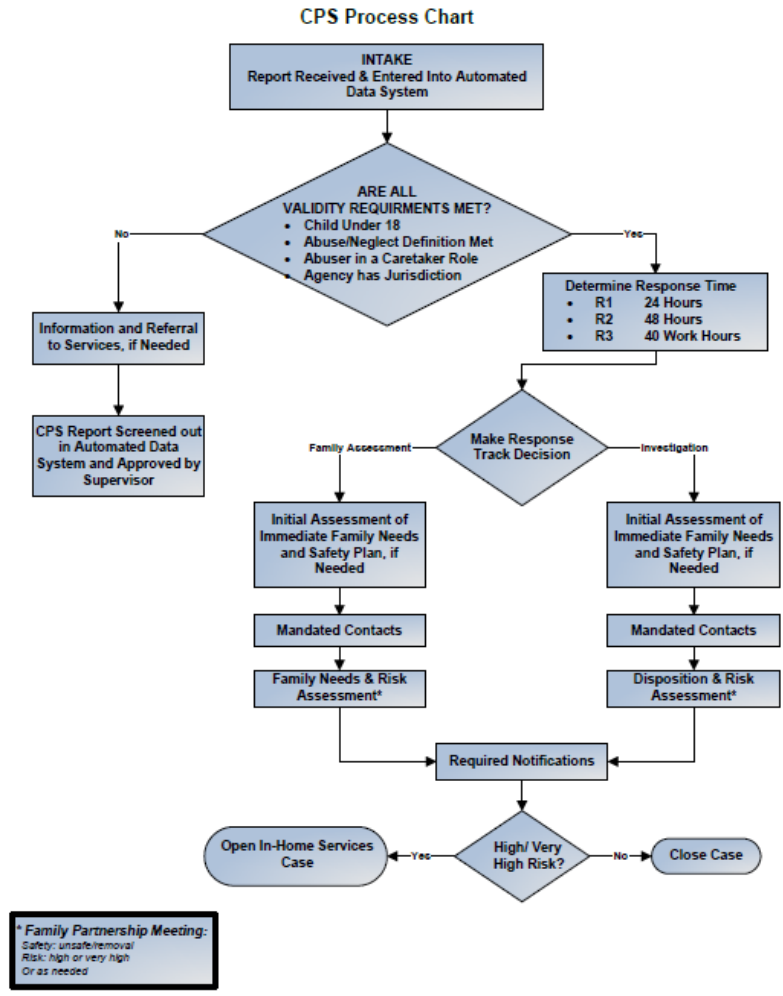 CPS Process Chart
INTAKE
Report Received & Entered Into Automated
Data System
ARE ALL
VALIDITY REQUIRMENTS MET?
• Child Under 18
• Abuse/Neglect Definition Met
• Abuser in a Caretaker Role
• Agency has Jurisdiction
No
Yes
Information and Referral
to Services, if Needed
CPS Report Screened out
in Automated Data
System and Approved by
Supervisor
Determine Response Time
• R1 24 Hours
• R2 48 Hours
• R3 40 Work Hours
Make Response
Track Decision
Family Assessment
Investigation
Initial Assessment of
Immediate Family Needs
and Safety Plan, if
Needed
Mandated Contacts
Family Needs & Risk
Assessment*
Initial Assessment of
Immediate Family Needs
and Safety Plan, if
Needed
Mandated Contacts
Disposition & Risk
Assessment*
Required Notifications
High/ Very
High Risk?
Yes
Open In-Home Services
Case
No
Close Case
* Family Partnership Meeting:
Safety: unsafe/removal
Risk: high or very high
Or as needed